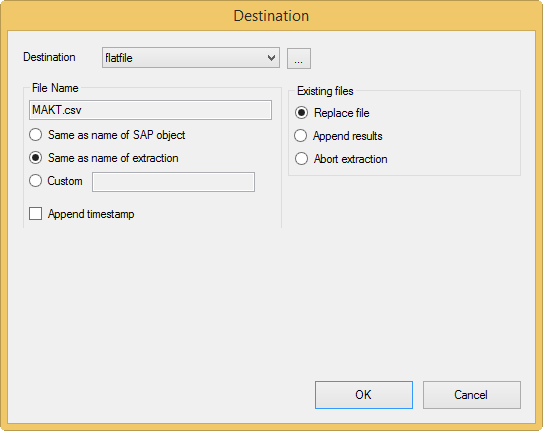 Destination
Destination flatfile ...
File Name
MAKT.csv
Same as name of SAP object
Same as name of extraction
Custom
Append timestamp
Existing files
Replace file
Append results
Abort extraction
OK Cancel